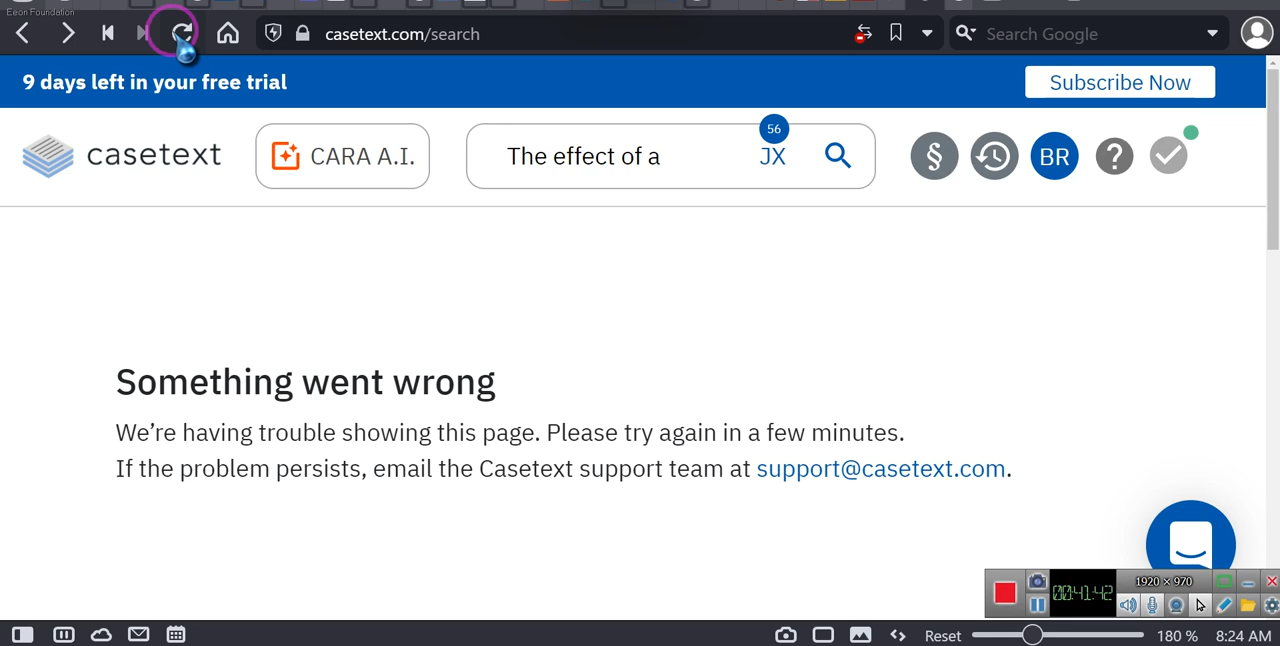 Eeon Foundation
casetext.com/search
Search Google
9 days left in your free trial
Subscribe Now
casetext
CARA A.I.
The effect of a
56
JX
§
BR
?
Something went wrong
We're having trouble showing this page. Please try again in a few minutes.
If the problem persists, email the Casetext support team at support@casetext.com.
1920 × 970
00:41:42
Reset
180 %
8:24 AM